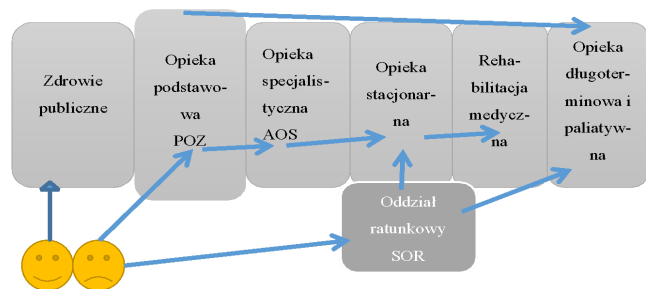 Zdrowie
publiczne
Opieka
podstawo-
wa
POZ
Opieka
specjalis-
tyczna
AOS
Opieka
stacjonar-
na
Reha-
bilitacja
medycz-
na
Opieka
długoter-
minowa i
paliatyw-
na
Oddział
ratunkowy
SOR